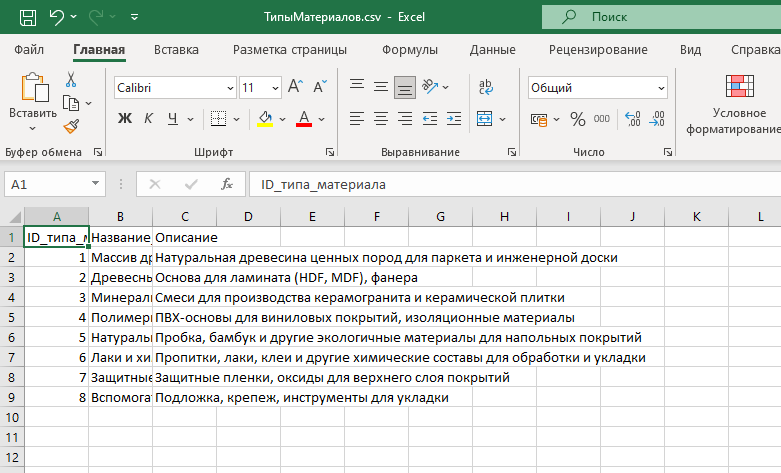 ТипыМатериалов.csv - Excel
Поиск
Файл Главная Вставка Разметка страницы Формулы Данные Рецензирование Вид Справка
Вставить
Calibri 11 A A
Ж К Ч
Общий
% 000
Условное
форматирование
Буфер обмена Шрифт Выравнивание Число
A1 fx ID_типа_материала
A B C D E F G H I J K L
1 ID_типа_м Название Описание
2 1 Массив др Натуральная древесина ценных пород для паркета и инженерной доски
3 2 Древесны Основа для ламината (HDF, MDF), фанера
4 3 Минерал Смеси для производства керамогранита и керамической плитки
5 4 Полимер ПВХ-основы для виниловых покрытий, изоляционные материалы
6 5 Натураль Пробка, бамбук и другие экологичные материалы для напольных покрытий
7 6 Лаки и хи Пропитки, лаки, клеи и другие химические составы для обработки и укладки
8 7 Защитные Защитные пленки, оксиды для верхнего слоя покрытий
9 8 Вспомога Подложка, крепеж, инструменты для укладки
10
11
12